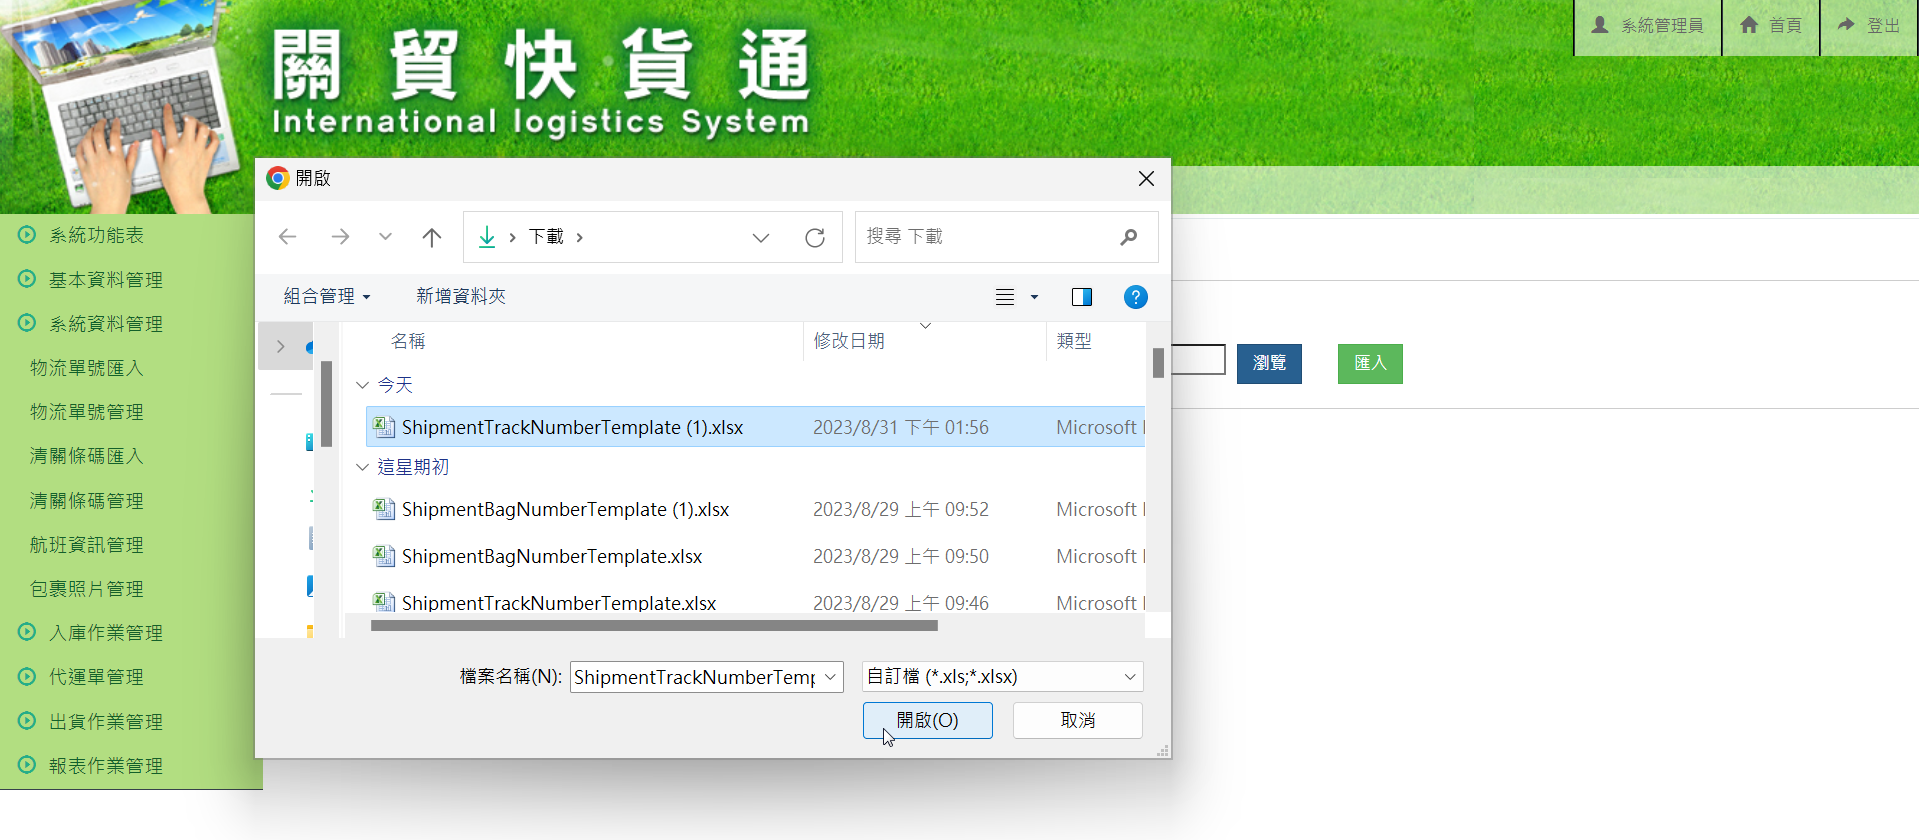 關貿快貨通
International logistics System
系統管理員
首頁
登出
系統功能表
基本資料管理
系統資料管理
物流單號匯入
物流單號管理
清關條碼匯入
清關條碼管理
航班資訊管理
包裹照片管理
入庫作業管理
代運單管理
出貨作業管理
報表作業管理
開啟
下載
搜尋 下載
組合管理
新增資料夾
名稱 修改日期 類型
今天
ShipmentTrackNumberTemplate (1).xlsx 2023/8/31 下午 01:56 Microsoft
這星期初
ShipmentBagNumberTemplate (1).xlsx 2023/8/29 上午 09:52 Microsoft
ShipmentBagNumberTemplate.xlsx 2023/8/29 上午 09:50 Microsoft
ShipmentTrackNumberTemplate.xlsx 2023/8/29 上午 09:46 Microsoft
檔案名稱(N): ShipmentTrackNumberTemp 自訂檔 (*.xls;*.xlsx)
開啟(O) 取消
瀏覽 匯入